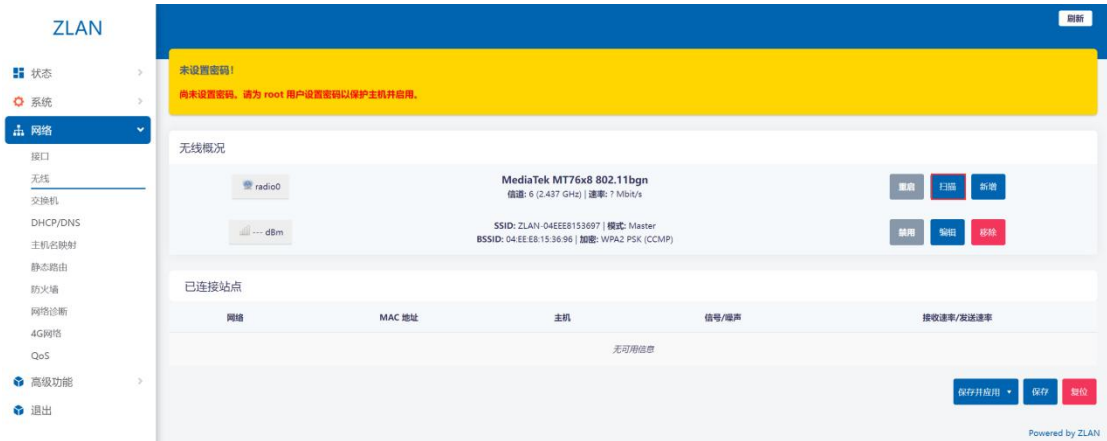 ZLAN
刷新
状态
系统
网络
接口
无线
交换机
DHCP/DNS
主机名映射
静态路由
防火墙
网络诊断
4G网络
QoS
高级功能
退出
未设置密码!
尚未设置密码。请为 root 用户设置密码以保护主机并启用。
无线概况
radio0
MediaTek MT76x8 802.11bgn
信道: 6 (2.437 GHz) | 速率: ? Mbit/s
重启 扫描 新增
--- dBm
SSID: ZLAN-04EEE8153697 | 模式: Master
BSSID: 04:EE:E8:15:36:96 | 加密: WPA2 PSK (CCMP)
禁用 编辑 移除
已连接站点
网络 MAC 地址 主机 信号/噪声 接收速率/发送速率
无可用信息
保存并应用 保存 复位
Powered by ZLAN